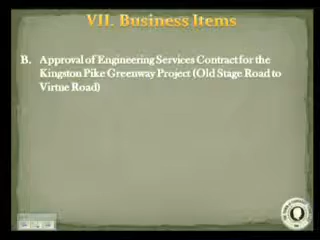 VII. Business Items
B. Approval of Engineering Services Contract for the
Kingston Pike Greenway Project (Old Stage Road to
Virtue Road)